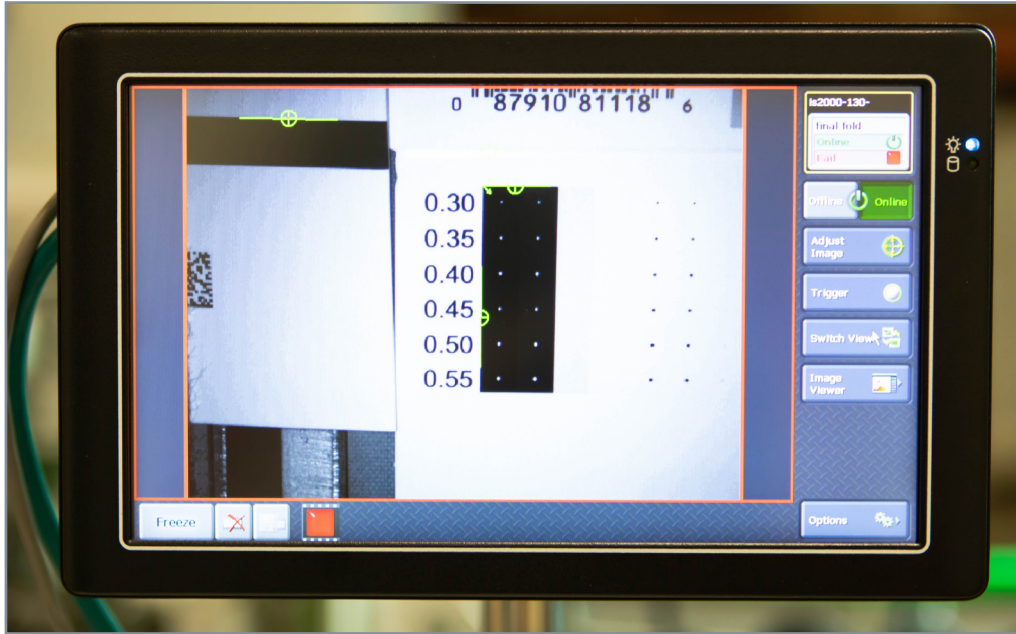 0 87910 81118 6
0.30
0.35
0.40
0.45
0.50
0.55
is2000-130-
final fold
Online
Fail
Offline Online
Adjust
Image
Trigger
Switch View
Image
Viewer
Freeze
Options